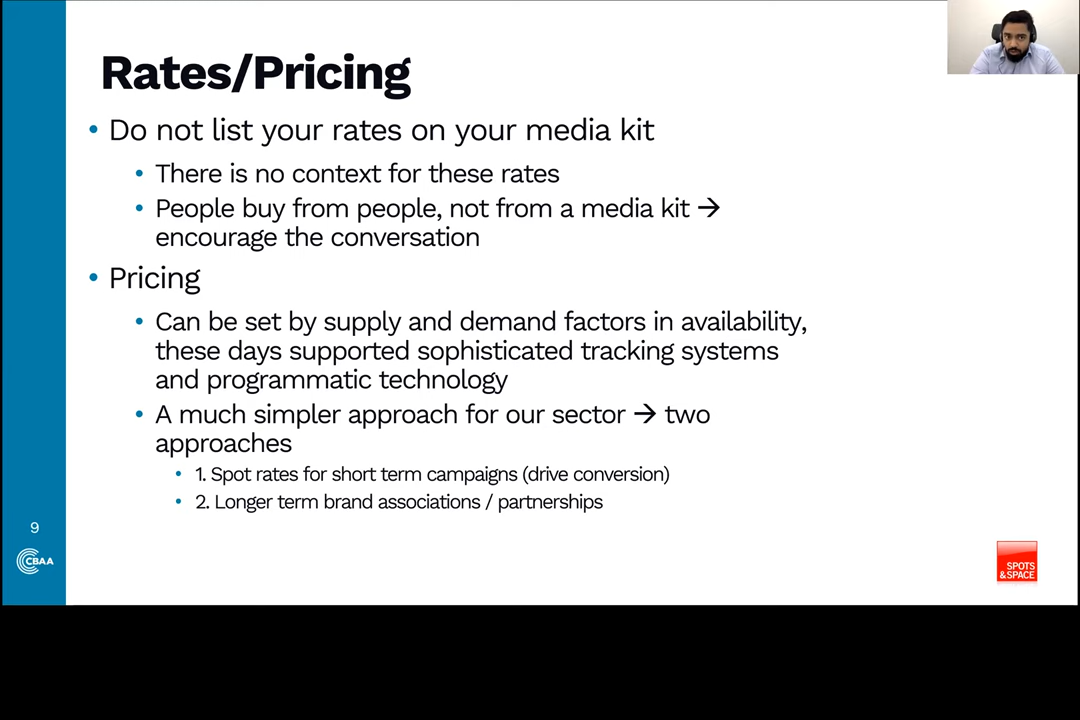 Rates/Pricing
• Do not list your rates on your media kit
• There is no context for these rates
• People buy from people, not from a media kit →
encourage the conversation
• Pricing
• Can be set by supply and demand factors in availability,
these days supported sophisticated tracking systems
and programmatic technology
• A much simpler approach for our sector → two
approaches
• 1. Spot rates for short term campaigns (drive conversion)
• 2. Longer term brand associations / partnerships
9
CBAA
SPOTS
&SPACE